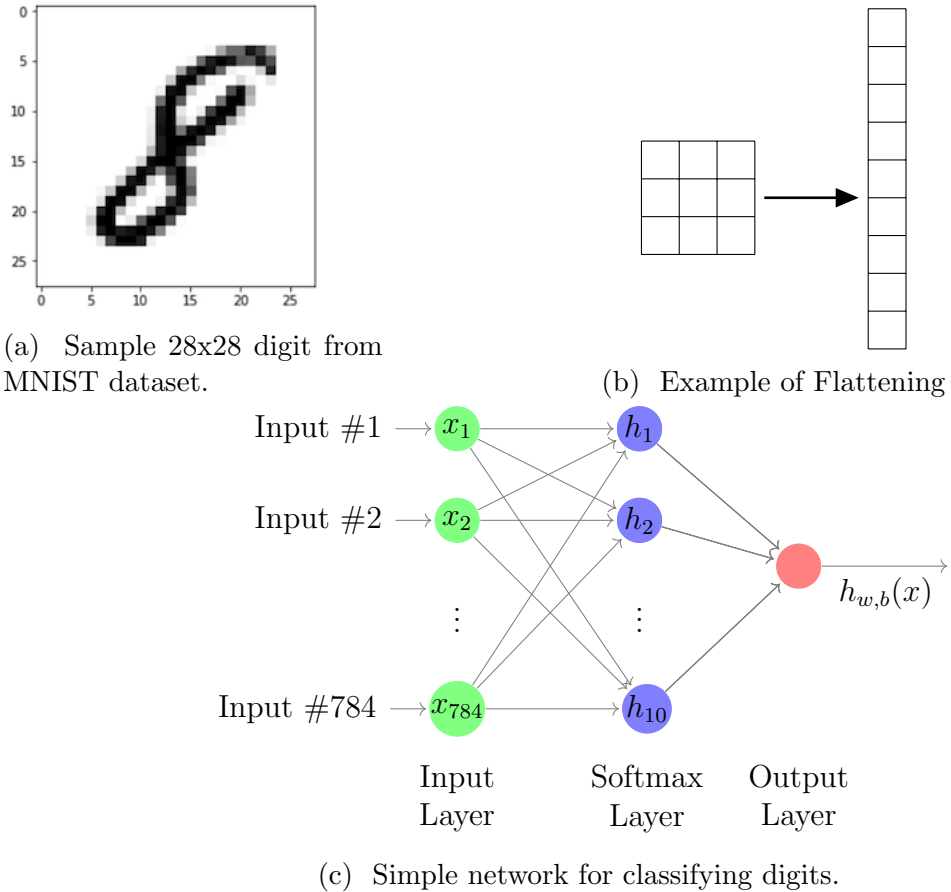 0
5
10
15
20
25
0 5 10 15 20 25
(a) Sample 28x28 digit from
MNIST dataset.
(b) Example of Flattening
Input #1 x₁ h₁
Input #2 x₂ h₂
h_{w,b}(x)
⋮ ⋮
Input #784 x₇₈₄ h₁₀
Input Softmax Output
Layer Layer Layer
(c) Simple network for classifying digits.